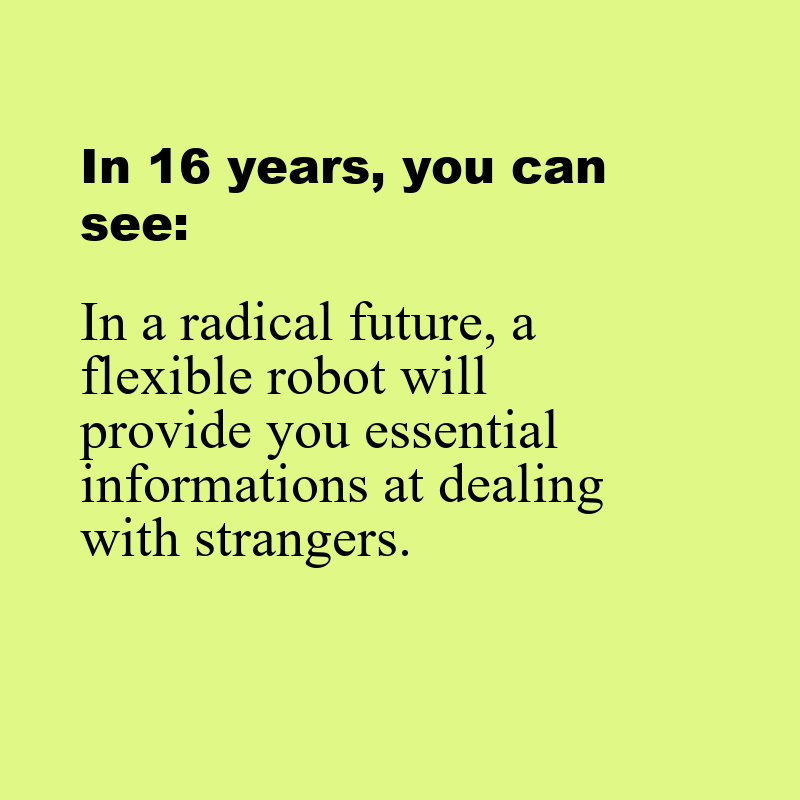 In 16 years, you can
see:
In a radical future, a
flexible robot will
provide you essential
informations at dealing
with strangers.